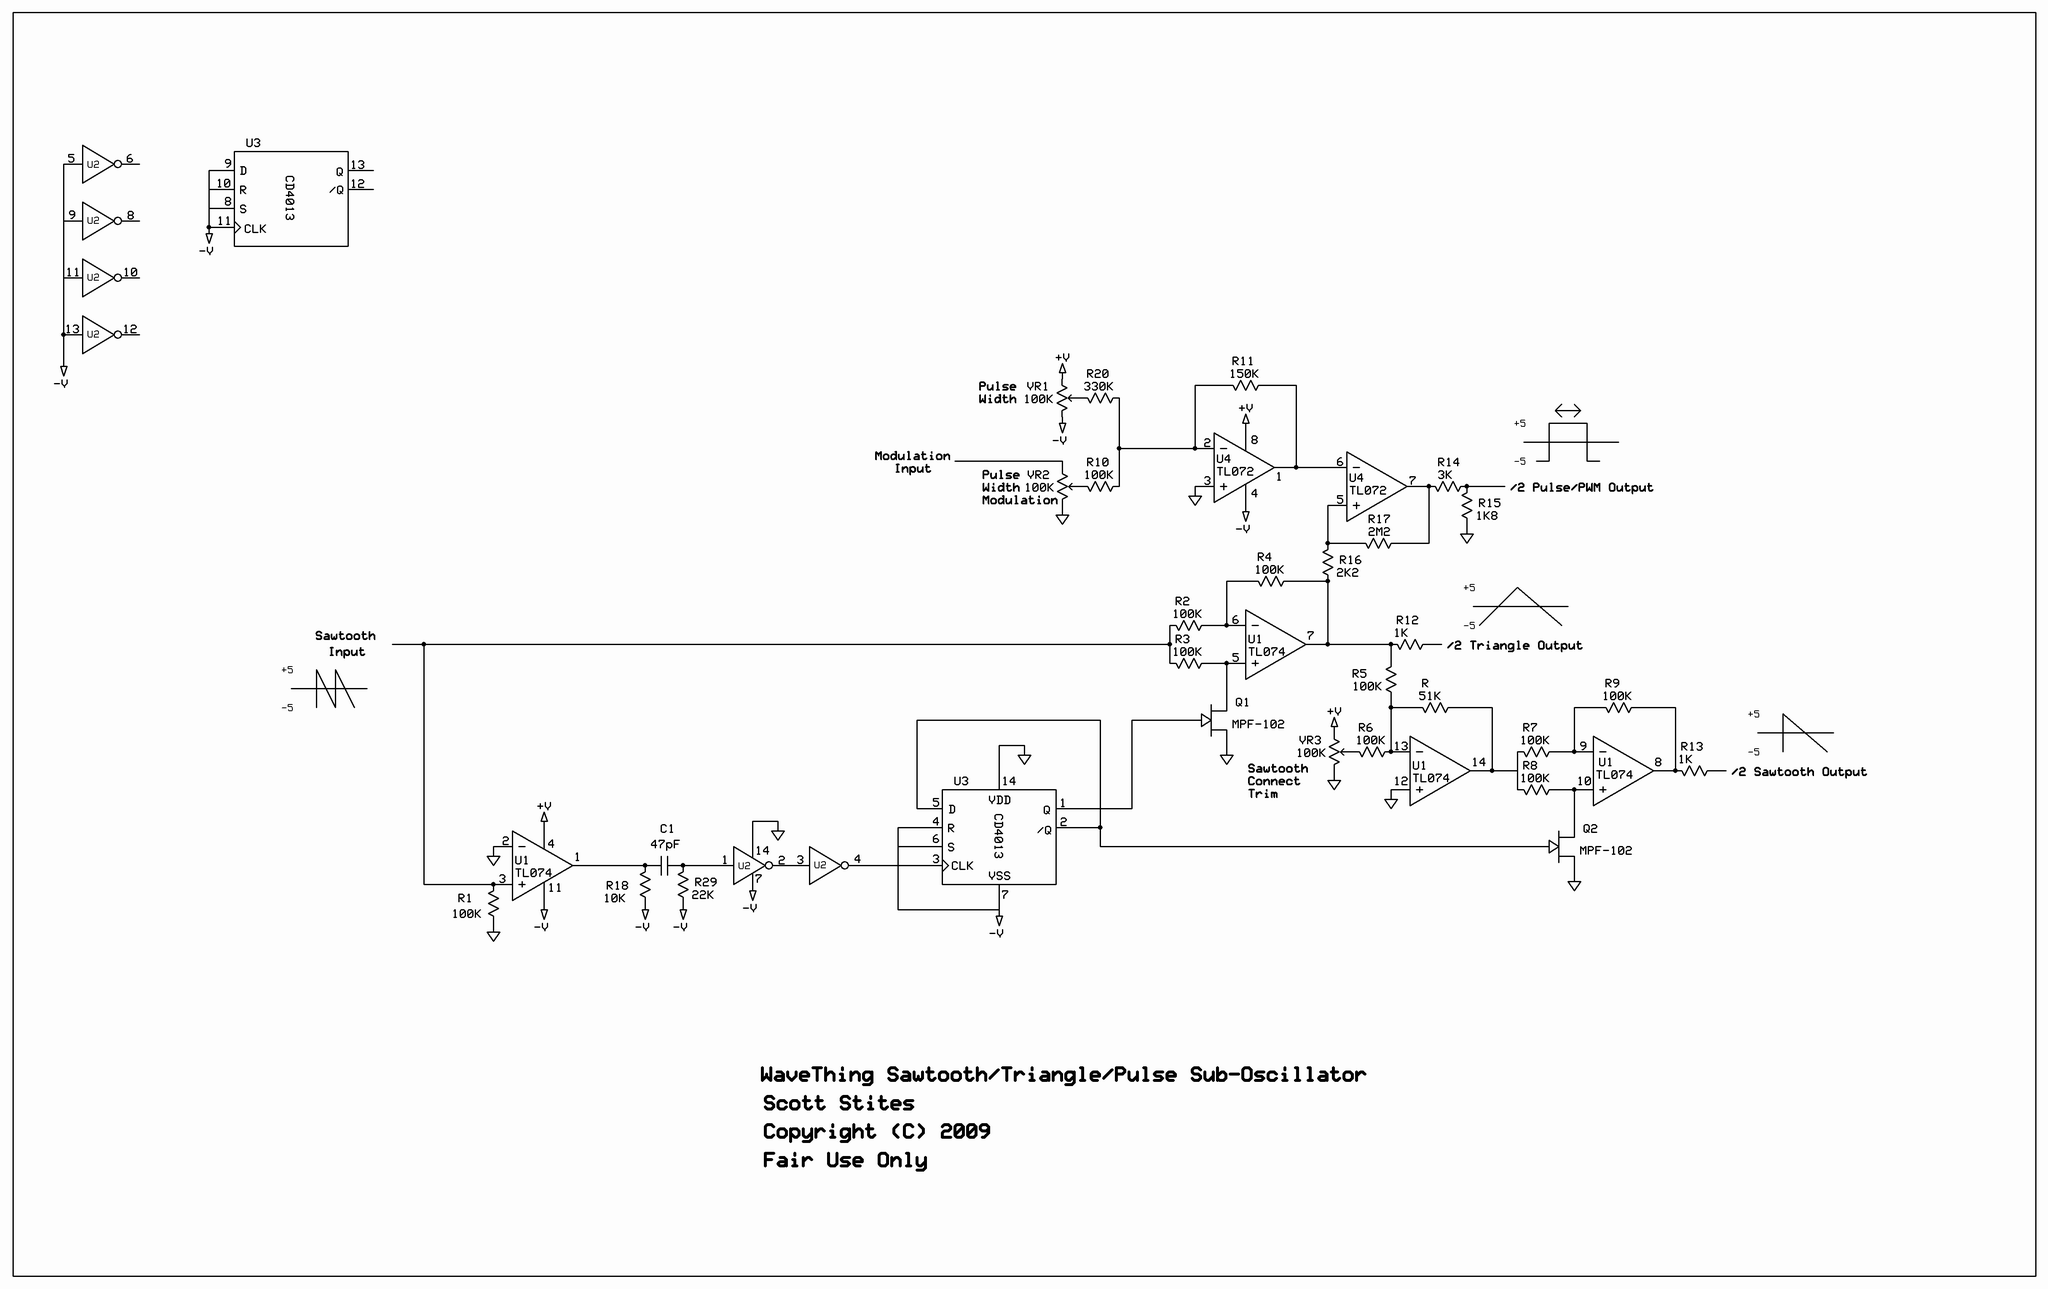 U3
5 U2 6
9 D
10 R
8 S
11 CLK
CD4013
Q 13
/Q 12
-V
9 U2 8
11 U2 10
13 U2 12
-V
+V
Pulse VR1
Width 100K
-V
R20
330K
R11
150K
Modulation
Input
Pulse VR2
Width 100K
Modulation
R10
100K
+V
2 - 8
U4
TL072
3 + 4
1
-V
6 -
U4
TL072
5 +
7
R14
3K
R15
1K8
+5
-5
/2 Pulse/PWM Output
R17
2M2
R16
2K2
R4
100K
Sawtooth
Input
+5
-5
R2
100K
R3
100K
6 -
U1
TL074
5 +
7
R12
1K
+5
-5
/2 Triangle Output
Q1
MPF-102
R5
100K
R
51K
+V
VR3
100K
R6
100K
Sawtooth
Connect
Trim
13 -
U1
TL074
12 +
14
R7
100K
R8
100K
R9
100K
9 -
U1
TL074
10 +
8
R13
1K
+5
-5
/2 Sawtooth Output
Q2
MPF-102
+V
2 - 4
U1
TL074
3 + 11
1
-V
R1
100K
C1
47pF
R18
10K
-V
R29
22K
-V
1 U2 2
14
7
-V
3 U2 4
U3
14
VDD
5 D
4 R
6 S
3 CLK
CD4013
Q 1
/Q 2
VSS
7
-V
WaveThing Sawtooth/Triangle/Pulse Sub-Oscillator
Scott Stites
Copyright (C) 2009
Fair Use Only